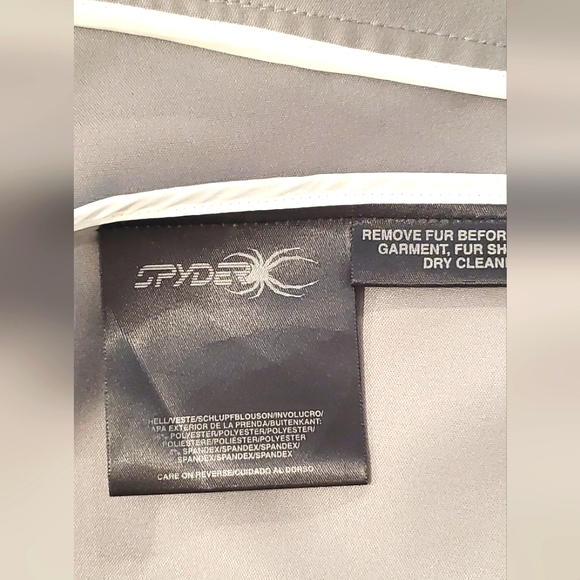 SPYDER
REMOVE FUR BEFOR
GARMENT, FUR SH
DRY CLEAN
HELL/VESTE/SCHLUPFBLOUSON/INVOLUCRO/
APA EXTERIOR DE LA PRENDA/BUITENKANT:
% POLYESTER/POLYESTER/POLYESTER/
POLIESTERE/POLIÉSTER/POLYESTER
% SPANDEX/SPANDEX/SPANDEX/
SPANDEX/SPANDEX/SPANDEX
CARE ON REVERSE/CUIDADO AL DORSO